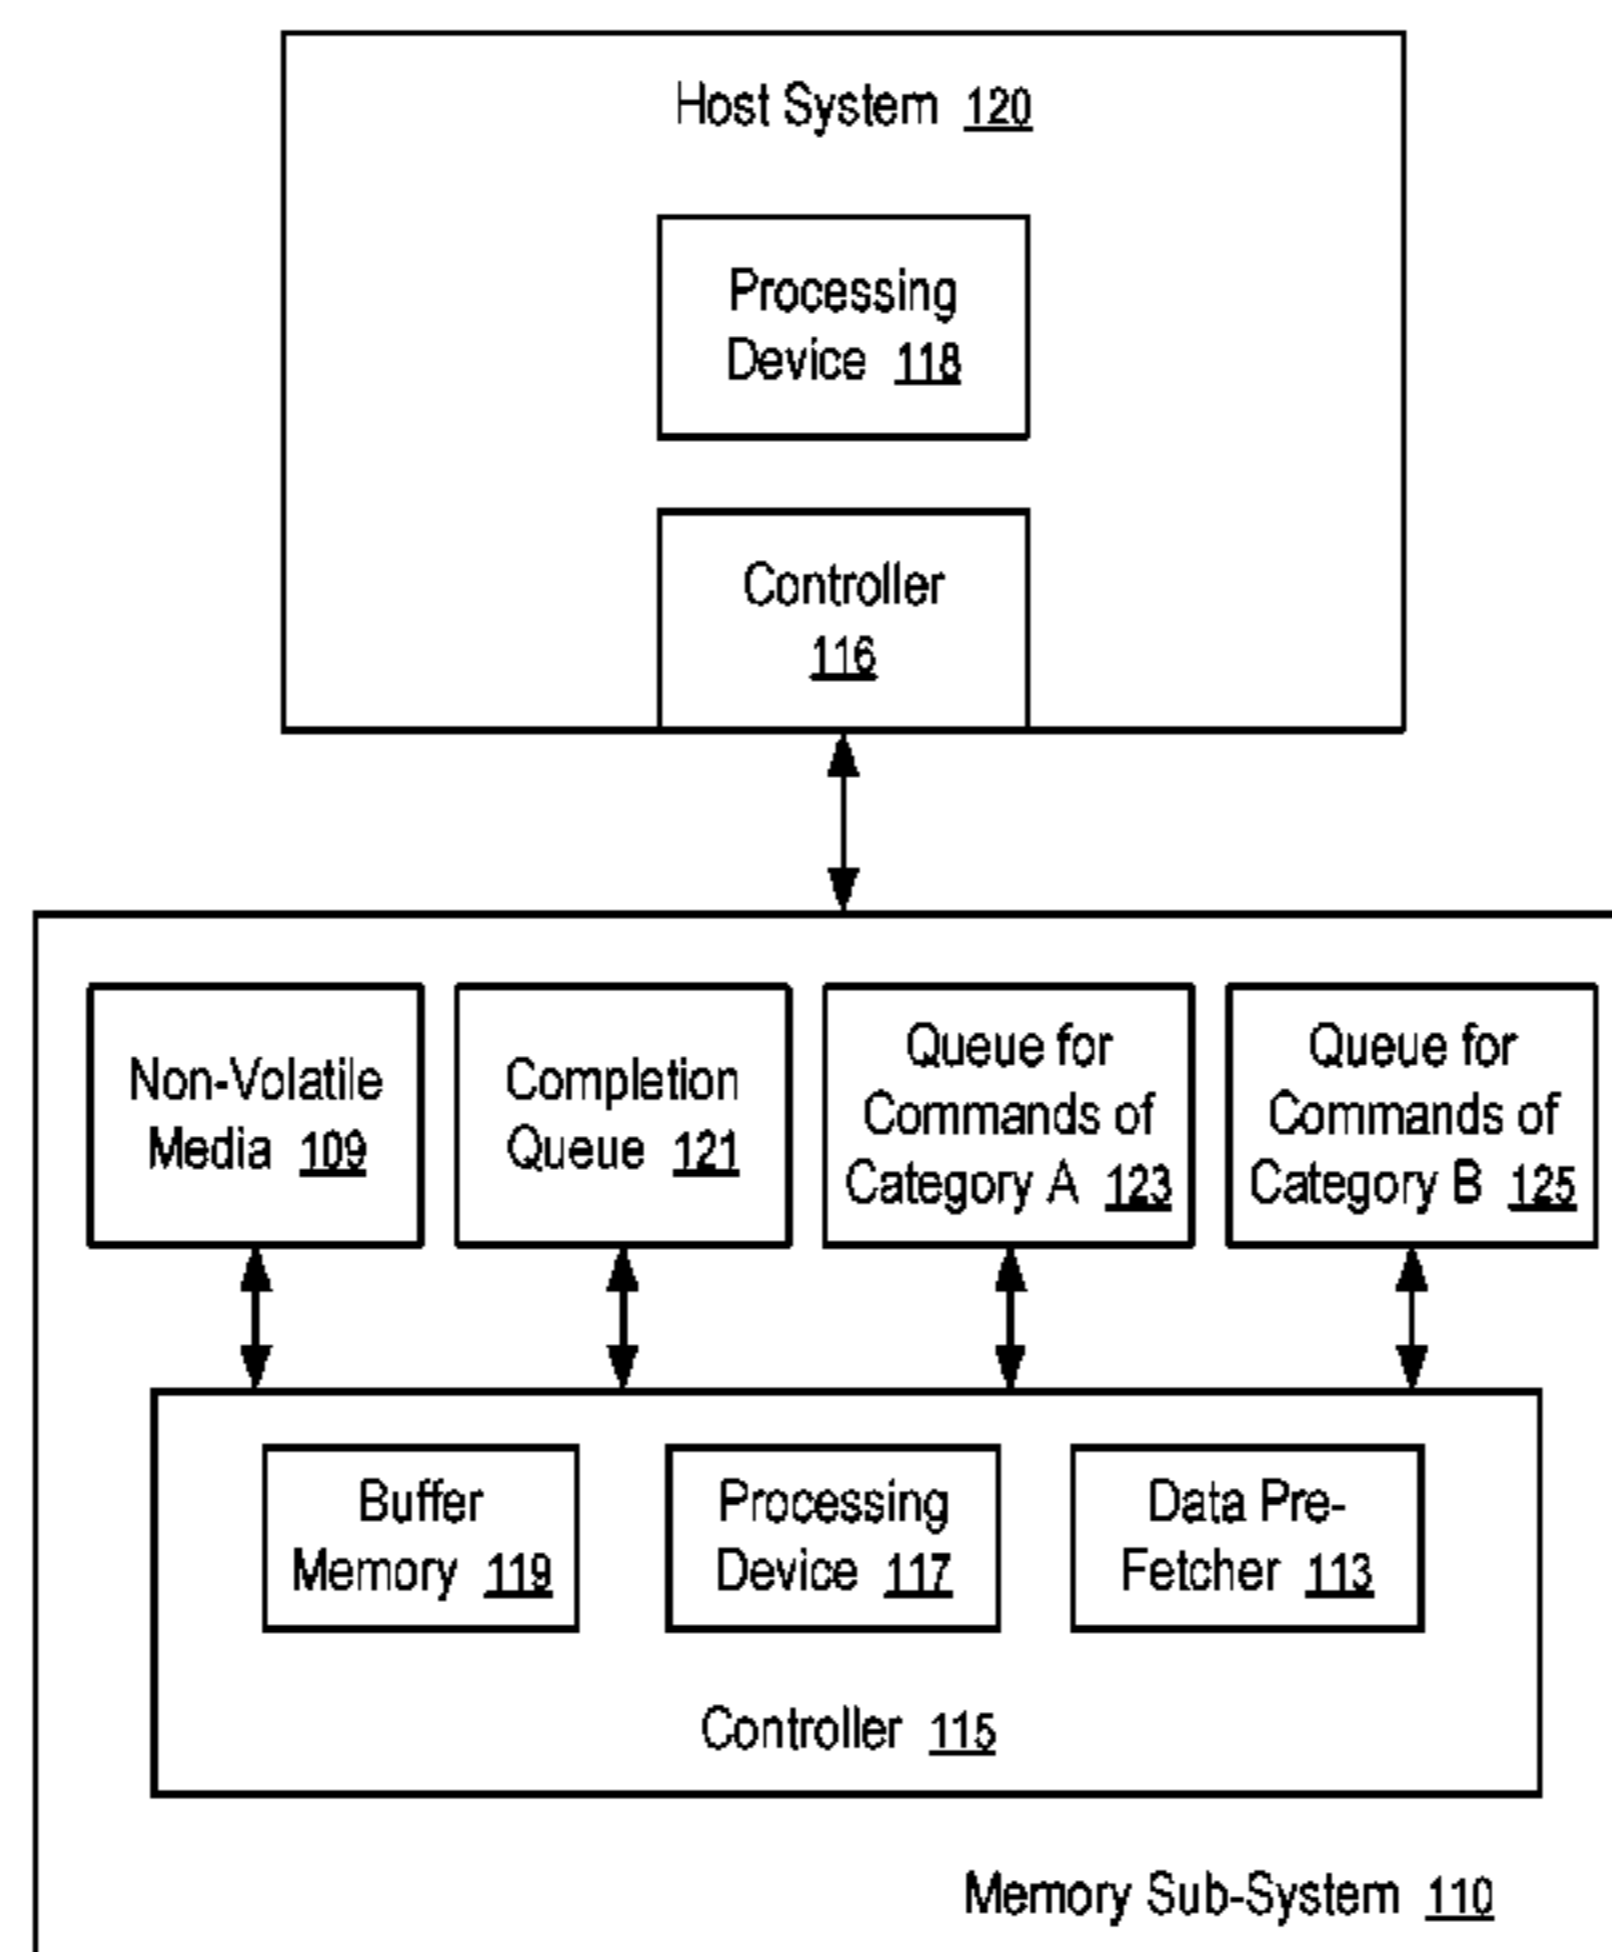 Host System 120
Processing
Device 118
Controller
116
Non-Volatile
Media 109
Completion
Queue 121
Queue for
Commands of
Category A 123
Queue for
Commands of
Category B 125
Buffer
Memory 119
Processing
Device 117
Data Pre-
Fetcher 113
Controller 115
Memory Sub-System 110